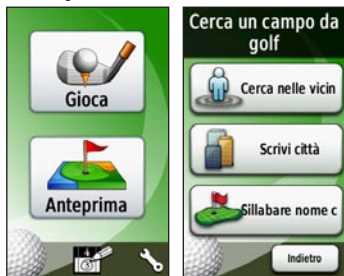 Gioca
Anteprima
Cerca un campo da
golf
Cerca nelle vicin
Scrivi città
Sillabare nome c
Indietro